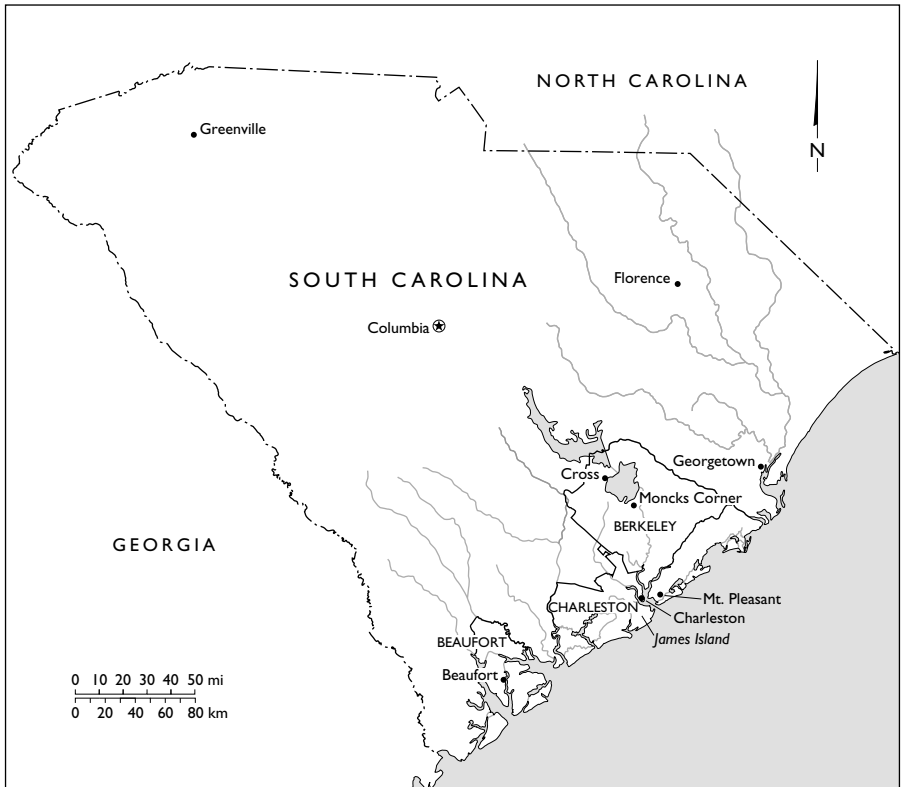 NORTH CAROLINA
Greenville
N
SOUTH CAROLINA
Florence
Columbia
Georgetown
Cross
Moncks Corner
BERKELEY
GEORGIA
CHARLESTON
Mt. Pleasant
Charleston
James Island
BEAUFORT
Beaufort
0 10 20 30 40 50 mi
0 20 40 60 80 km